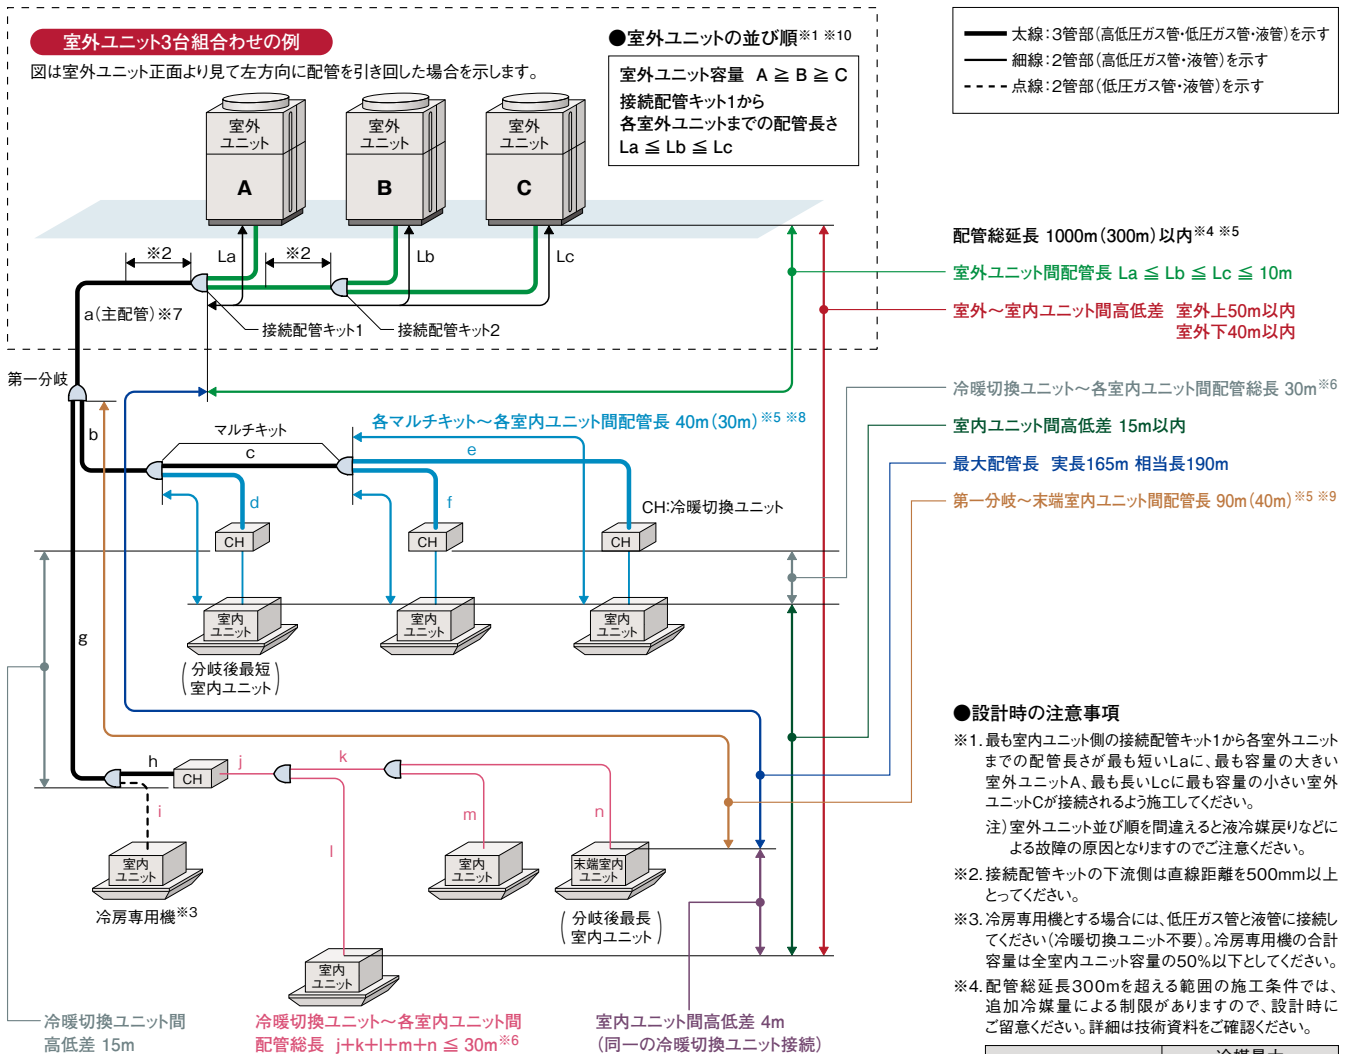 室外ユニット3台組合わせの例
図は室外ユニット正面より見て左方向に配管を引き回した場合を示します。
●室外ユニットの並び順※1 ※10
室外ユニット容量 A ≧ B ≧ C
接続配管キット1から
各室外ユニットまでの配管長さ
La ≦ Lb ≦ Lc
太線：3管部（高低圧ガス管・低圧ガス管・液管）を示す
細線：2管部（高低圧ガス管・液管）を示す
点線：2管部（低圧ガス管・液管）を示す
室外
ユニット
A
室外
ユニット
B
室外
ユニット
C
※2
La
※2
Lb
Lc
a（主配管）※7
接続配管キット1
接続配管キット2
配管総延長 1000m（300m）以内※4 ※5
室外ユニット間配管長 La ≦ Lb ≦ Lc ≦ 10m
室外～室内ユニット間高低差 室外上50m以内
室外下40m以内
冷暖切換ユニット～各室内ユニット間配管総長 30m※6
室内ユニット間高低差 15m以内
最大配管長 実長165m 相当長190m
第一分岐～末端室内ユニット間配管長 90m（40m）※5 ※9
第一分岐
b
マルチキット
c
各マルチキット～各室内ユニット間配管長 40m（30m）※5 ※8
e
d
f
CH：冷暖切換ユニット
CH
CH
CH
室内
ユニット
室内
ユニット
室内
ユニット
（分岐後最短
室内ユニット）
g
h
CH
j
k
i
l
m
n
室内
ユニット
冷房専用機※3
室内
ユニット
末端室内
ユニット
（分岐後最長
室内ユニット）
室内
ユニット
冷暖切換ユニット間
高低差 15m
冷暖切換ユニット～各室内ユニット間
配管総長 j+k+l+m+n ≦ 30m※6
室内ユニット間高低差 4m
（同一の冷暖切換ユニット接続）
●設計時の注意事項
※1. 最も室内ユニット側の接続配管キット1から各室外ユニット
までの配管長さが最も短いLaに、最も容量の大きい
室外ユニットA、最も長いLcに最も容量の小さい室外
ユニットCが接続されるよう施工してください。
注）室外ユニット並び順を間違えると液冷媒戻りなどに
よる故障の原因となりますのでご注意ください。
※2. 接続配管キットの下流側は直線距離を500mm以上
とってください。
※3. 冷房専用機とする場合には、低圧ガス管と液管に接続し
てください（冷暖切換ユニット不要）。冷房専用機の合計
容量は全室内ユニット容量の50%以下としてください。
※4. 配管総延長300mを超える範囲の施工条件では、
追加冷媒量による制限がありますので、設計時に
ご留意ください。詳細は技術資料をご確認ください。